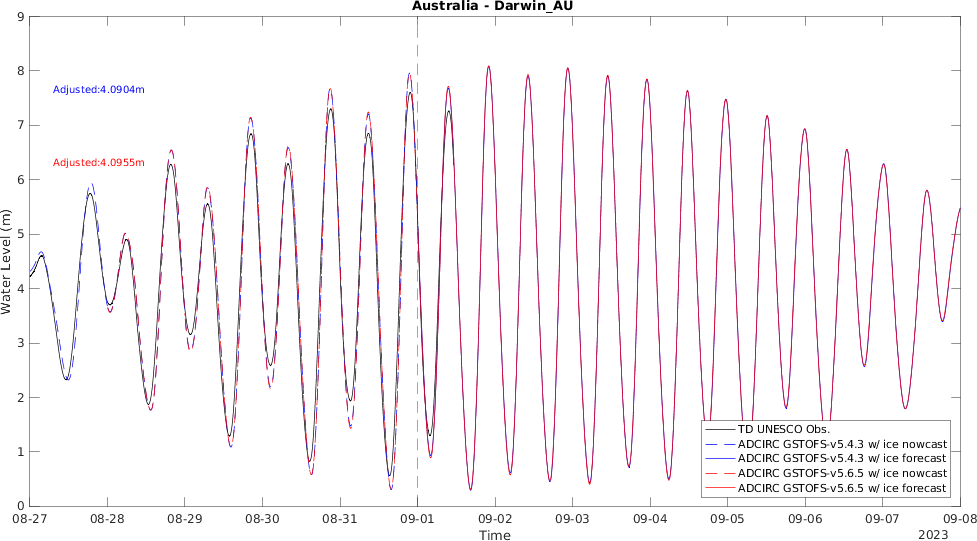 Australia - Darwin_AU
9
8
7
6
5
4
3
2
1
0
Water Level (m)
Adjusted:4.0904m
Adjusted:4.0955m
TD UNESCO Obs.
ADCIRC GSTOFS-v5.4.3 w/ ice nowcast
ADCIRC GSTOFS-v5.4.3 w/ ice forecast
ADCIRC GSTOFS-v5.6.5 w/ ice nowcast
ADCIRC GSTOFS-v5.6.5 w/ ice forecast
08-27 08-28 08-29 08-30 08-31 09-01 09-02 09-03 09-04 09-05 09-06 09-07 09-08
Time
2023